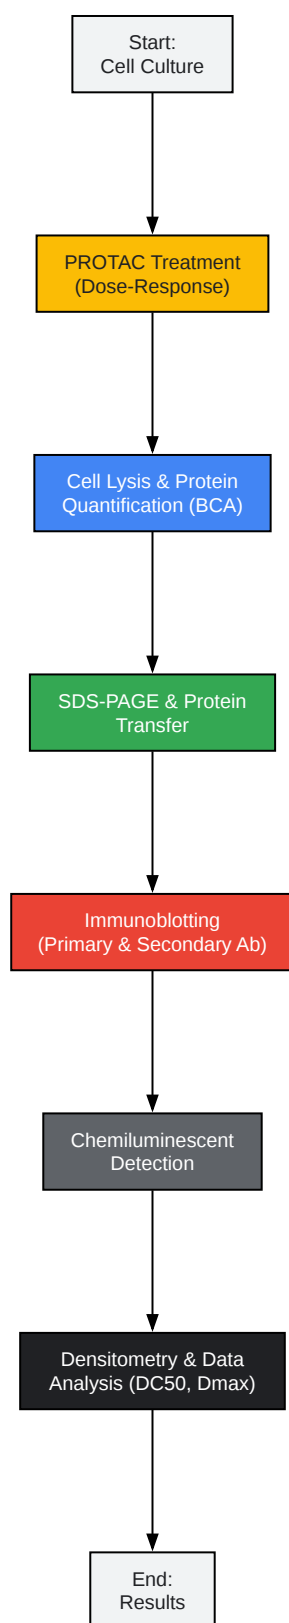 Start:
Cell Culture
PROTAC Treatment
(Dose-Response)
Cell Lysis & Protein
Quantification (BCA)
SDS-PAGE & Protein
Transfer
Immunoblotting
(Primary & Secondary Ab)
Chemiluminescent
Detection
Densitometry & Data
Analysis (DC50, Dmax)
End:
Results